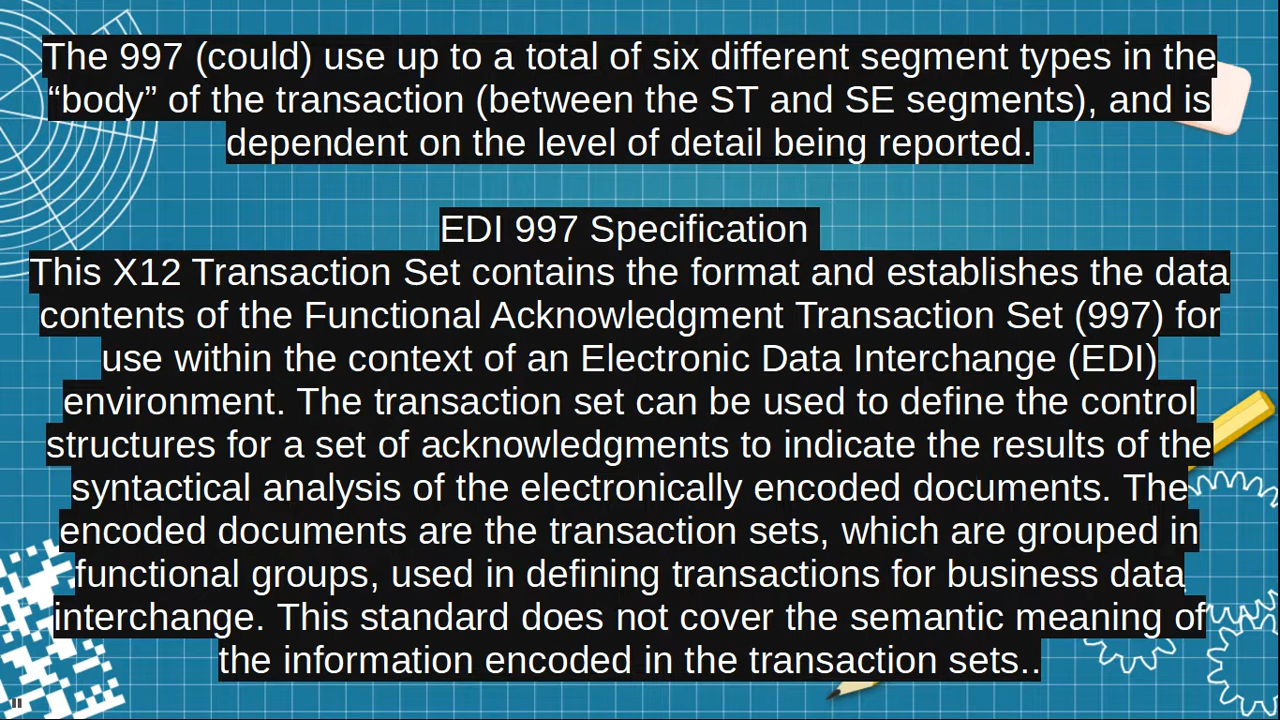 The 997 (could) use up to a total of six different segment types in the
“body” of the transaction (between the ST and SE segments), and is
dependent on the level of detail being reported.
EDI 997 Specification
This X12 Transaction Set contains the format and establishes the data
contents of the Functional Acknowledgment Transaction Set (997) for
use within the context of an Electronic Data Interchange (EDI)
environment. The transaction set can be used to define the control
structures for a set of acknowledgments to indicate the results of the
syntactical analysis of the electronically encoded documents. The
encoded documents are the transaction sets, which are grouped in
functional groups, used in defining transactions for business data
interchange. This standard does not cover the semantic meaning of
the information encoded in the transaction sets..